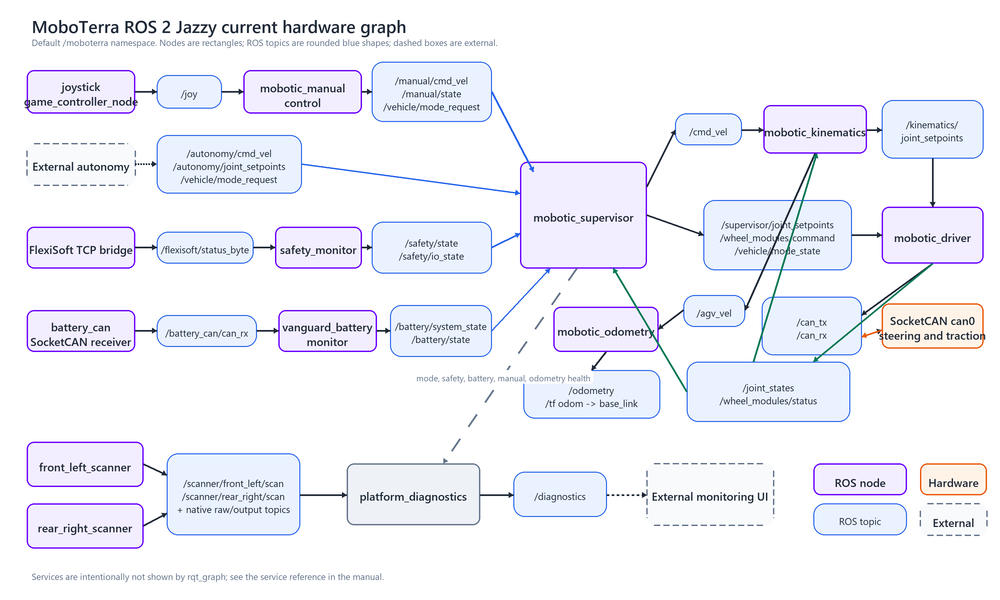 MoboTerra ROS 2 Jazzy current hardware graph
Default /moboterra namespace. Nodes are rectangles; ROS topics are rounded blue shapes; dashed boxes are external.
joystick
game_controller_node
/joy
mobotic_manual
control
/manual/cmd_vel
/manual/state
/vehicle/mode_request
/cmd_vel
mobotic_kinematics
/kinematics/
joint_setpoints
External autonomy
/autonomy/cmd_vel
/autonomy/joint_setpoints
/vehicle/mode_request
mobotic_supervisor
/supervisor/joint_setpoints
/wheel_modules/command
/vehicle/mode_state
mobotic_driver
FlexiSoft TCP bridge
/flexisoft/status_byte
safety_monitor
/safety/state
/safety/io_state
battery_can
SocketCAN receiver
/battery_can/can_rx
vanguard_battery
monitor
/battery/system_state
/battery/state
mobotic_odometry
/agv_vel
/can_tx
/can_rx
SocketCAN can0
steering and traction
mode, safety, battery, manual, odometry health
/odometry
/tf odom -> base_link
/joint_states
/wheel_modules/status
front_left_scanner
rear_right_scanner
/scanner/front_left/scan
/scanner/rear_right/scan
+ native raw/output topics
platform_diagnostics
/diagnostics
External monitoring UI
ROS node
Hardware
ROS topic
External
Services are intentionally not shown by rqt_graph; see the service reference in the manual.